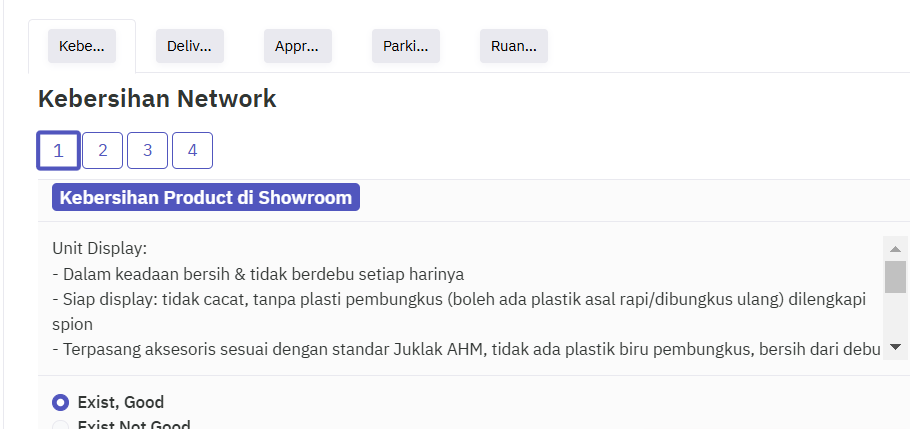 Kebe...
Deliv...
Appr...
Parki...
Ruan...
Kebersihan Network
1 2 3 4
Kebersihan Product di Showroom
Unit Display:
- Dalam keadaan bersih & tidak berdebu setiap harinya
- Siap display: tidak cacat, tanpa plasti pembungkus (boleh ada plastik asal rapi/dibungkus ulang) dilengkapi
spion
- Terpasang aksesoris sesuai dengan standar Juklak AHM, tidak ada plastik biru pembungkus, bersih dari debu
Exist, Good
Exist Not Good